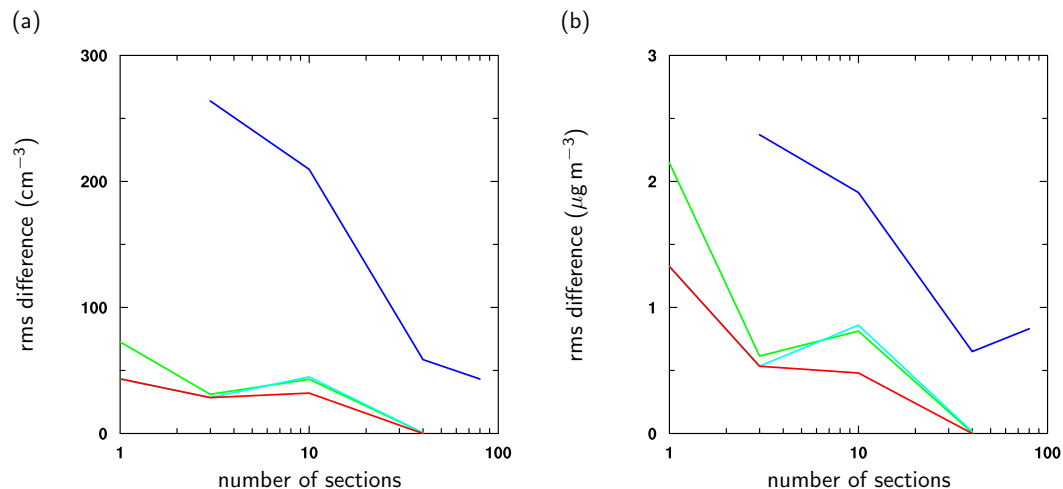 (a)
300
200
100
0
1
10
100
rms difference (cm−3)
number of sections
(b)
3
2
1
0
1
10
100
rms difference (μg m−3)
number of sections